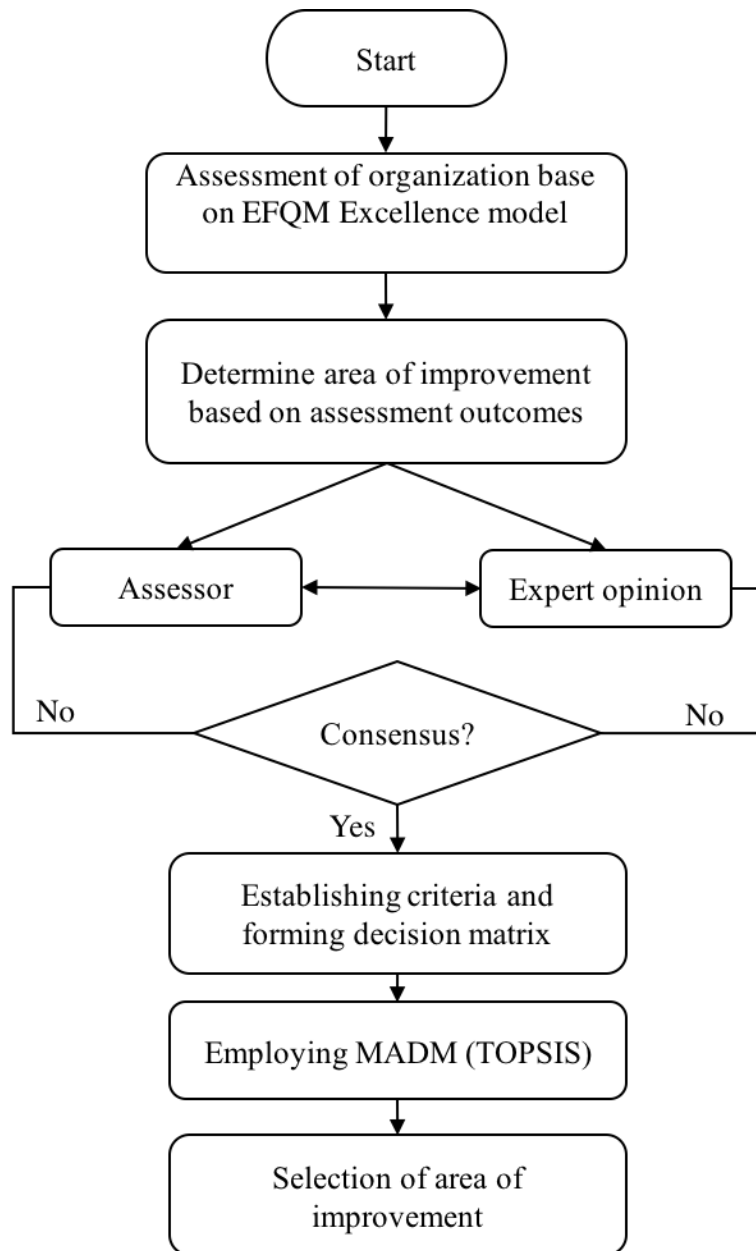 Start
Assessment of organization base
on EFQM Excellence model
Determine area of improvement
based on assessment outcomes
Assessor
Expert opinion
No
Consensus?
No
Yes
Establishing criteria and
forming decision matrix
Employing MADM (TOPSIS)
Selection of area of
improvement